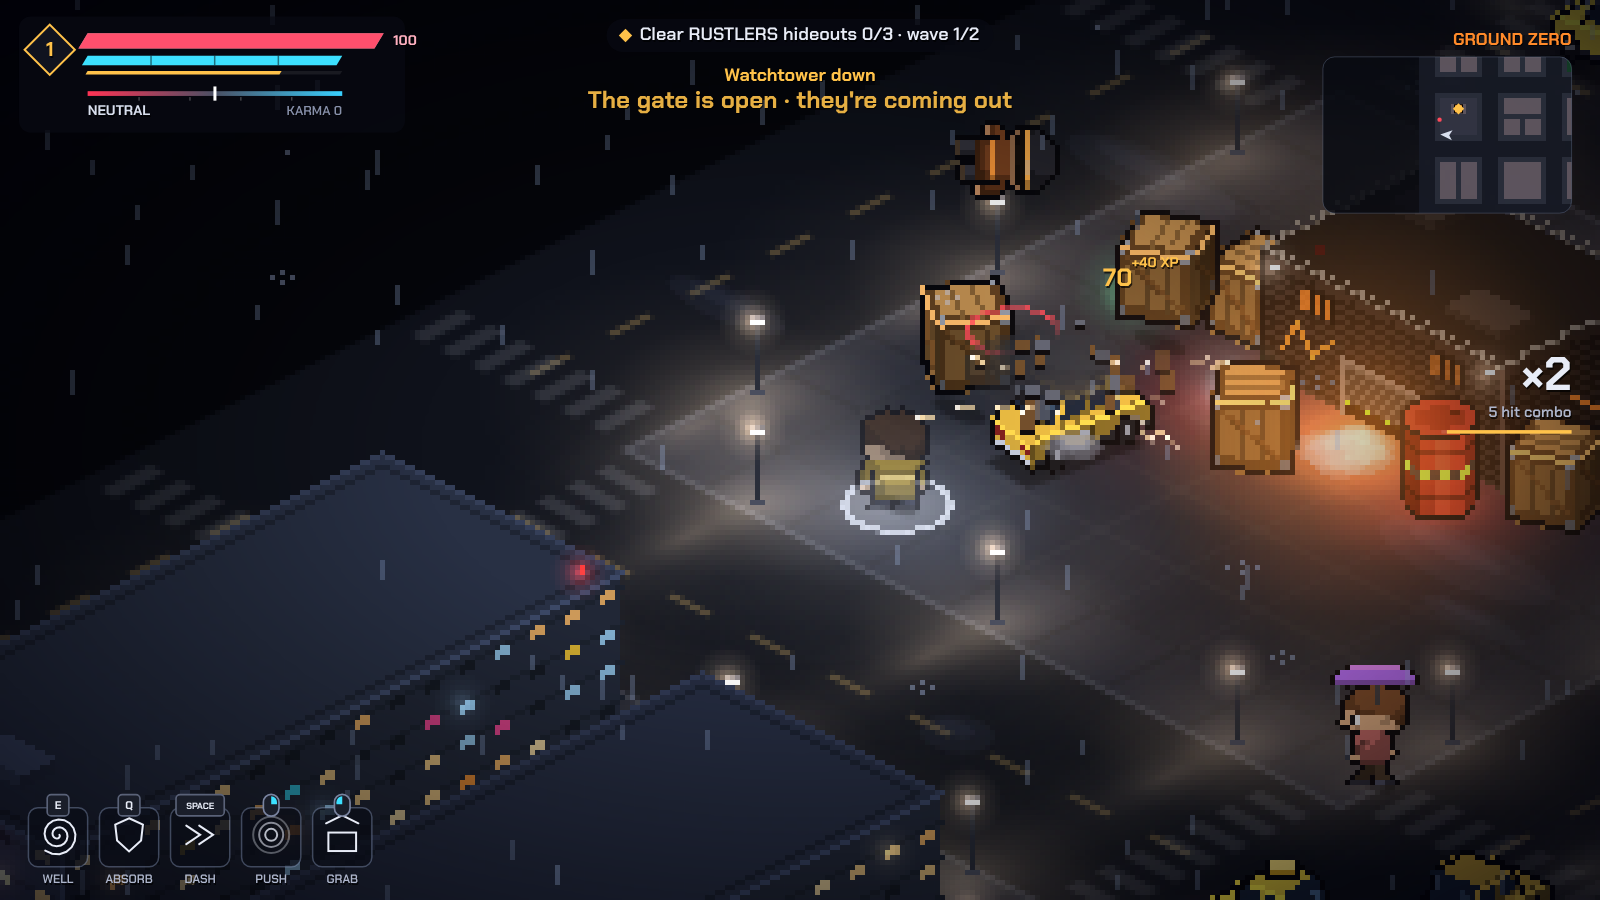 1
100
NEUTRAL
KARMA 0
◆ Clear RUSTLERS hideouts 0/3 · wave 1/2
Watchtower down
The gate is open · they're coming out
GROUND ZERO
+40 XP
70
×2
5 hit combo
E
Q
SPACE
WELL
ABSORB
DASH
PUSH
GRAB